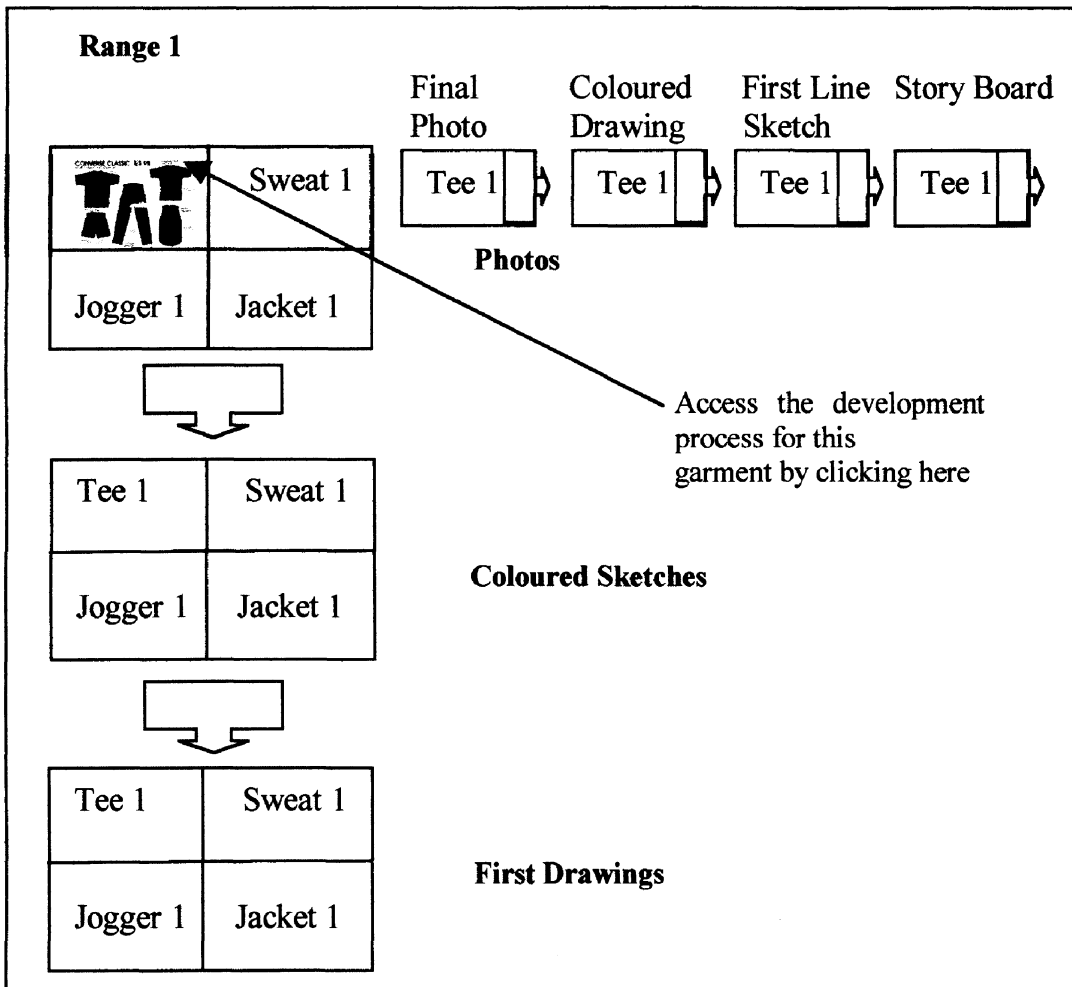 Range 1
Final Photo
Coloured Drawing
First Line Sketch
Story Board
CONVERSE CLASSIC
Sweat 1
Tee 1
Tee 1
Tee 1
Tee 1
Photos
Jogger 1
Jacket 1
Access the development
process for this
garment by clicking here
Tee 1
Sweat 1
Coloured Sketches
Jogger 1
Jacket 1
Tee 1
Sweat 1
First Drawings
Jogger 1
Jacket 1